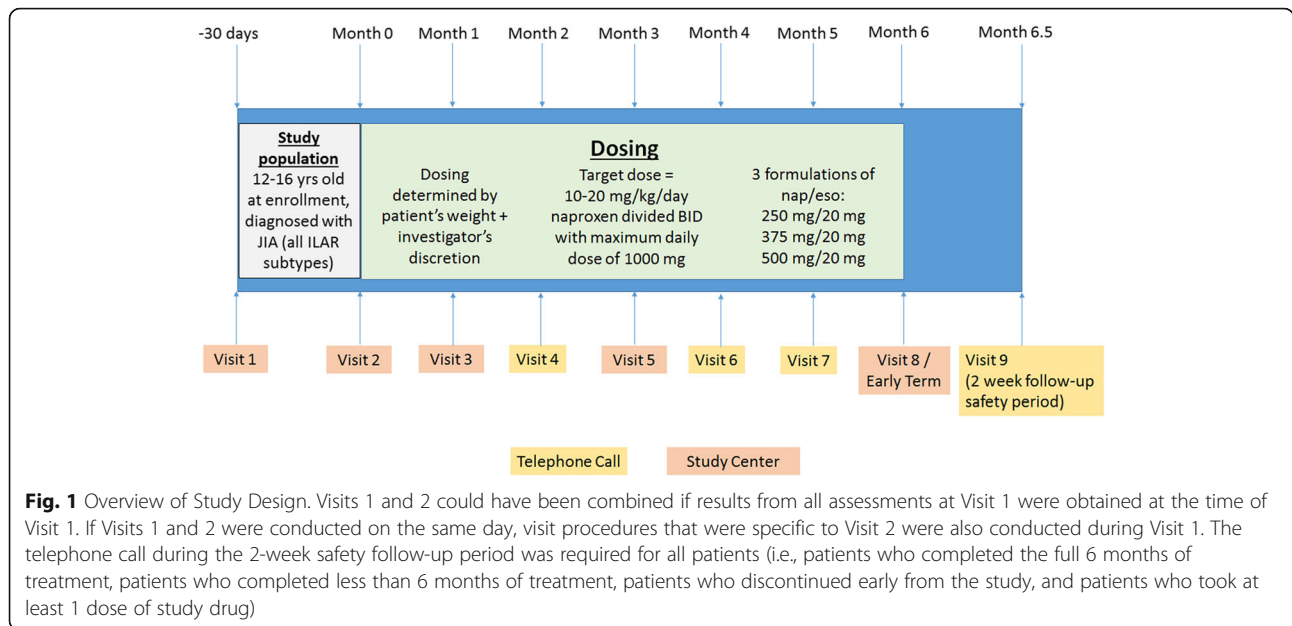 -30 days
Month 0
Month 1
Month 2
Month 3
Month 4
Month 5
Month 6
Month 6.5
Study
population
12-16 yrs old
at enrollment,
diagnosed with
JIA (all ILAR
subtypes)
Dosing
Dosing
determined by
patient's weight +
investigator's
discretion
Target dose =
10-20 mg/kg/day
naproxen divided BID
with maximum daily
dose of 1000 mg
3 formulations of
nap/eso:
250 mg/20 mg
375 mg/20 mg
500 mg/20 mg
Visit 1
Visit 2
Visit 3
Visit 4
Visit 5
Visit 6
Visit 7
Visit 8 /
Early Term
Visit 9
(2 week follow-up
safety period)
Telephone Call
Study Center
Fig. 1 Overview of Study Design. Visits 1 and 2 could have been combined if results from all assessments at Visit 1 were obtained at the time of
Visit 1. If Visits 1 and 2 were conducted on the same day, visit procedures that were specific to Visit 2 were also conducted during Visit 1. The
telephone call during the 2-week safety follow-up period was required for all patients (i.e., patients who completed the full 6 months of
treatment, patients who completed less than 6 months of treatment, patients who discontinued early from the study, and patients who took at
least 1 dose of study drug)